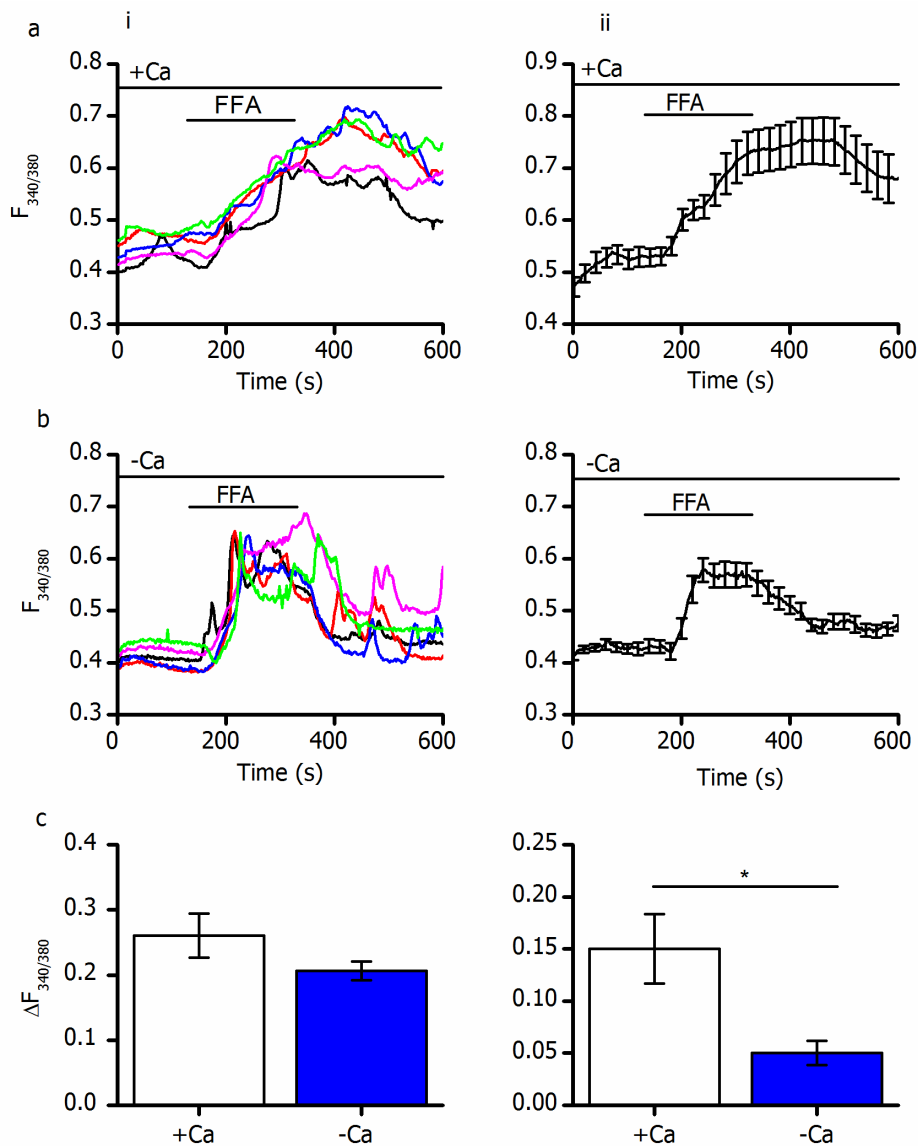 a
i
ii
+Ca
FFA
F340/380
0.8
0.7
0.6
0.5
0.4
0.3
0 200 400 600
Time (s)
+Ca
FFA
0.9
0.8
0.7
0.6
0.5
0.4
0 200 400 600
Time (s)
b
-Ca
FFA
F340/380
0.8
0.7
0.6
0.5
0.4
0.3
0 200 400 600
Time (s)
-Ca
FFA
0.8
0.7
0.6
0.5
0.4
0.3
0 200 400 600
Time (s)
c
ΔF340/380
0.4
0.3
0.2
0.1
0.0
+Ca -Ca
*
0.25
0.20
0.15
0.10
0.05
0.00
+Ca -Ca